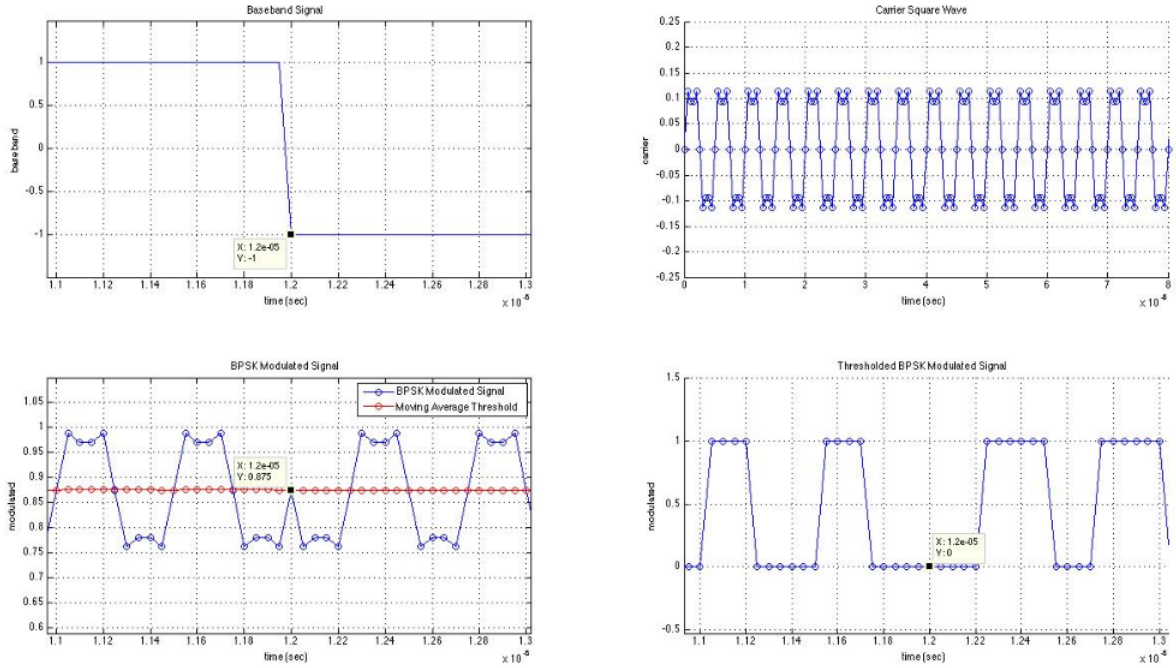 Baseband Signal
1
0.5
0
-0.5
-1
base band
X: 1.2e-05
Y: -1
1.1 1.12 1.14 1.16 1.18 1.2 1.22 1.24 1.26 1.28 1.3
time (sec)
x 10^-5
Carrier Square Wave
0.25
0.2
0.15
0.1
0.05
0
-0.05
-0.1
-0.15
-0.2
-0.25
carrier
0 1 2 3 4 5 6 7 8
time (sec)
x 10^-6
BPSK Modulated Signal
1.05
1
0.95
0.9
0.85
0.8
0.75
0.7
0.65
0.6
modulated
BPSK Modulated Signal
Moving Average Threshold
X: 1.2e-05
Y: 0.875
1.1 1.12 1.14 1.16 1.18 1.2 1.22 1.24 1.26 1.28 1.3
time (sec)
x 10^-5
Thresholded BPSK Modulated Signal
1.5
1
0.5
0
-0.5
modulated
X: 1.2e-05
Y: 0
1.1 1.12 1.14 1.16 1.18 1.2 1.22 1.24 1.26 1.28 1.3
time (sec)
x 10^-5